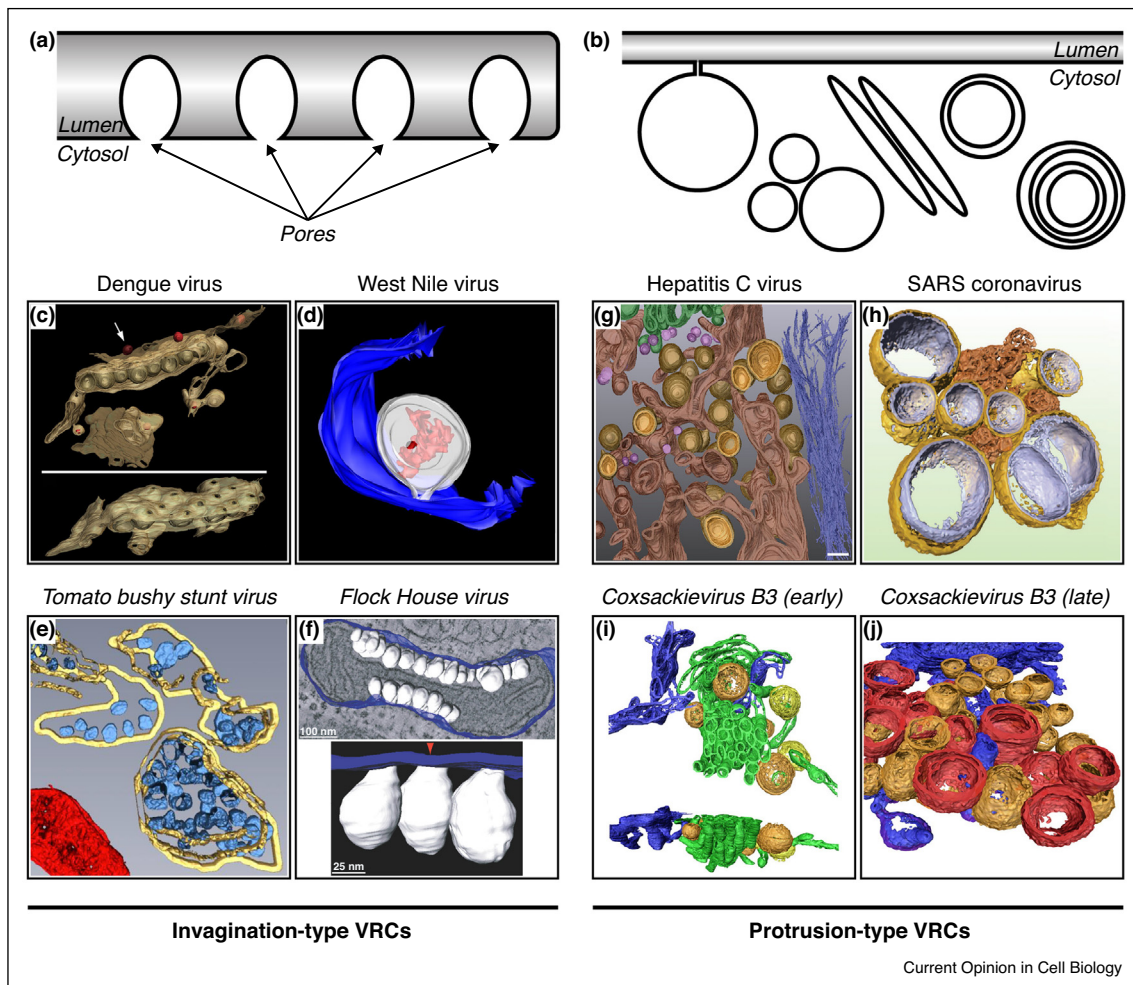 (a)
Lumen
Cytosol
Pores
(b)
Lumen
Cytosol
Dengue virus
West Nile virus
Hepatitis C virus
SARS coronavirus
(c)
(d)
(g)
(h)
Tomato bushy stunt virus
Flock House virus
Coxsackievirus B3 (early)
Coxsackievirus B3 (late)
(e)
(f)
100 nm
25 nm
(i)
(j)
Invagination-type VRCs
Protrusion-type VRCs
Current Opinion in Cell Biology